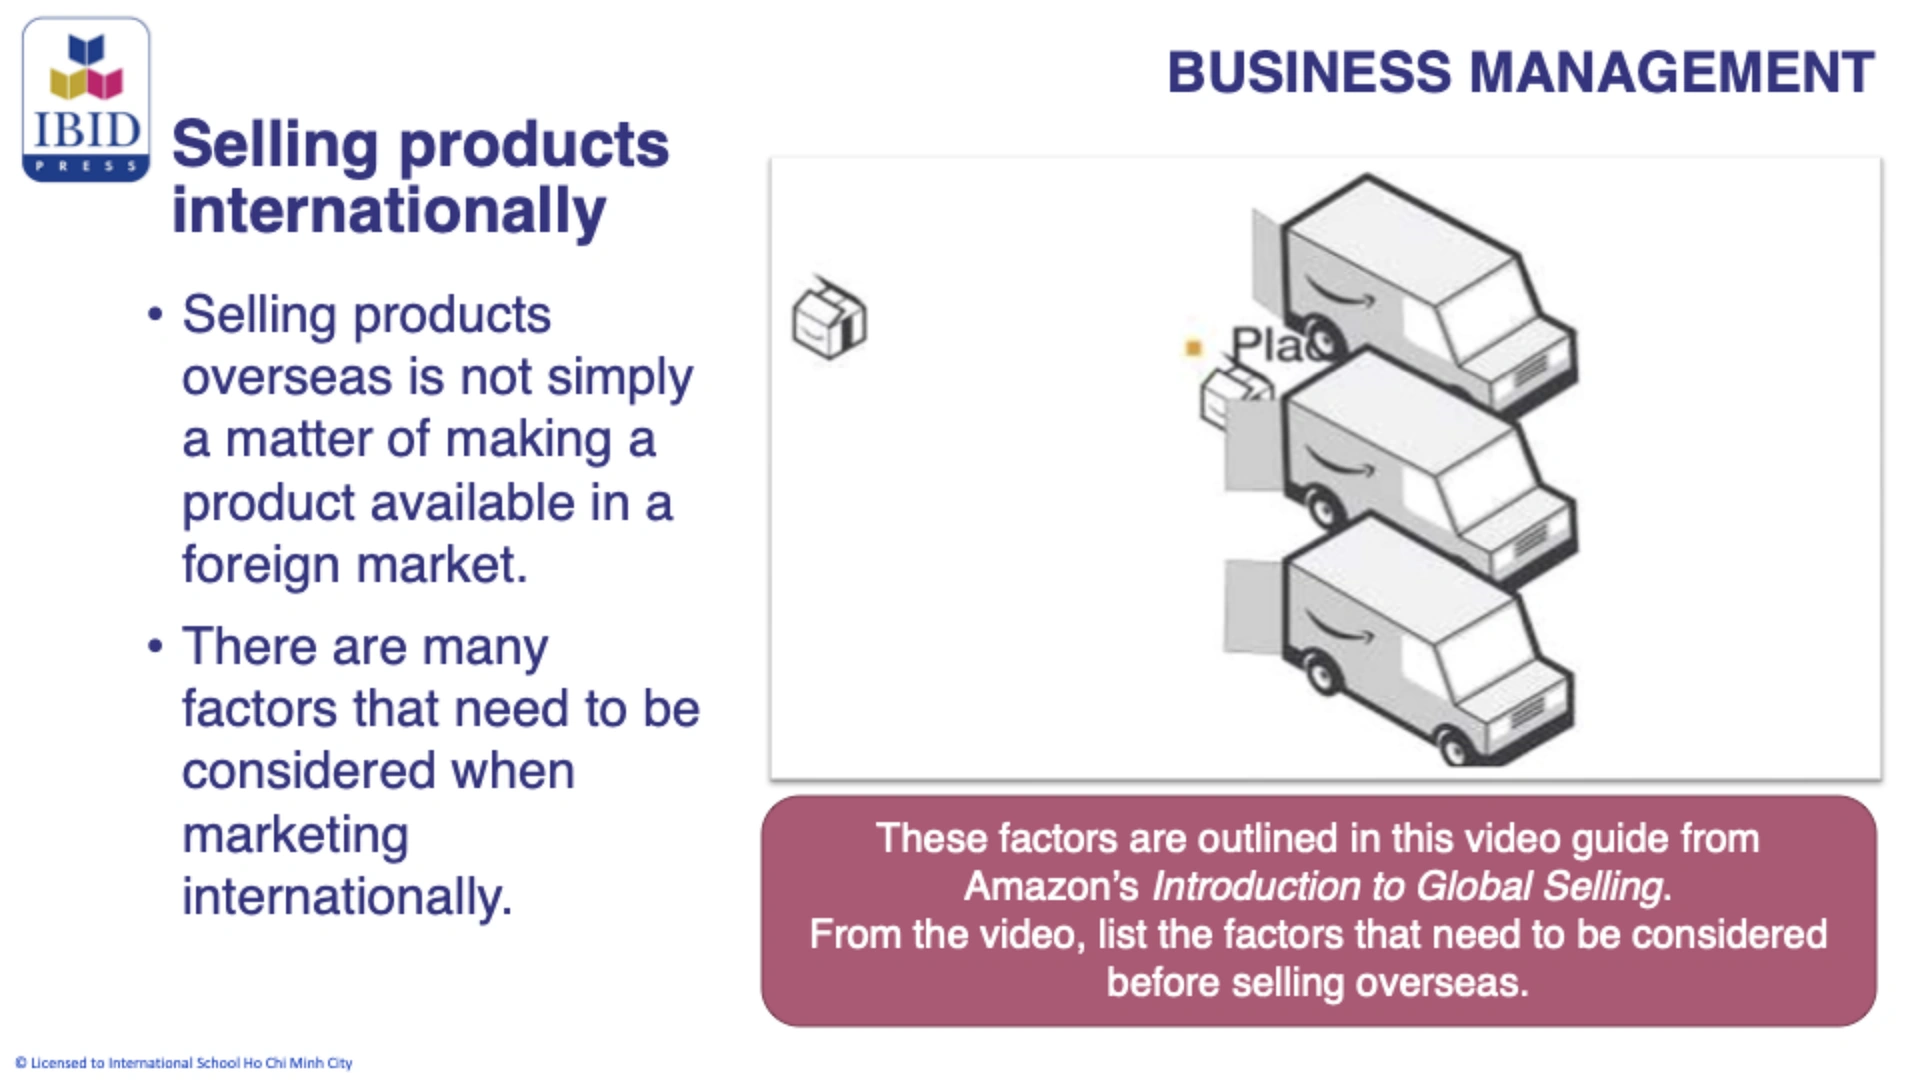 IBID
PRESS
BUSINESS MANAGEMENT
Selling products
internationally
• Selling products
overseas is not simply
a matter of making a
product available in a
foreign market.
• There are many
factors that need to be
considered when
marketing
internationally.
Plac
These factors are outlined in this video guide from
Amazon’s Introduction to Global Selling.
From the video, list the factors that need to be considered
before selling overseas.
© Licensed to International School Ho Chi Minh City